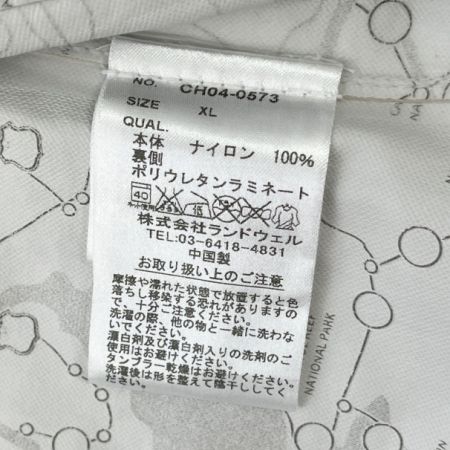 NO. CH04-0573
SIZE XL
QUAL.
本体 ナイロン 100%
裏側
ポリウレタンラミネート
40
ネット使用
株式会社ランドウェル
TEL:03-6418-4831
中国製
お取り扱い上のご注意
摩擦や濡れた状態で放置すると色
落ちし移染する恐れがありますの
で、十分ご注意ください。
洗濯の際、他の物と一緒に洗わな
いでください。
漂白剤及び漂白剤入りの洗剤のご
使用はお避けください。
タンブラー乾燥はお避けください。
洗濯後は形を整えて陰干ししてく
ださい。
NATIONAL PARK